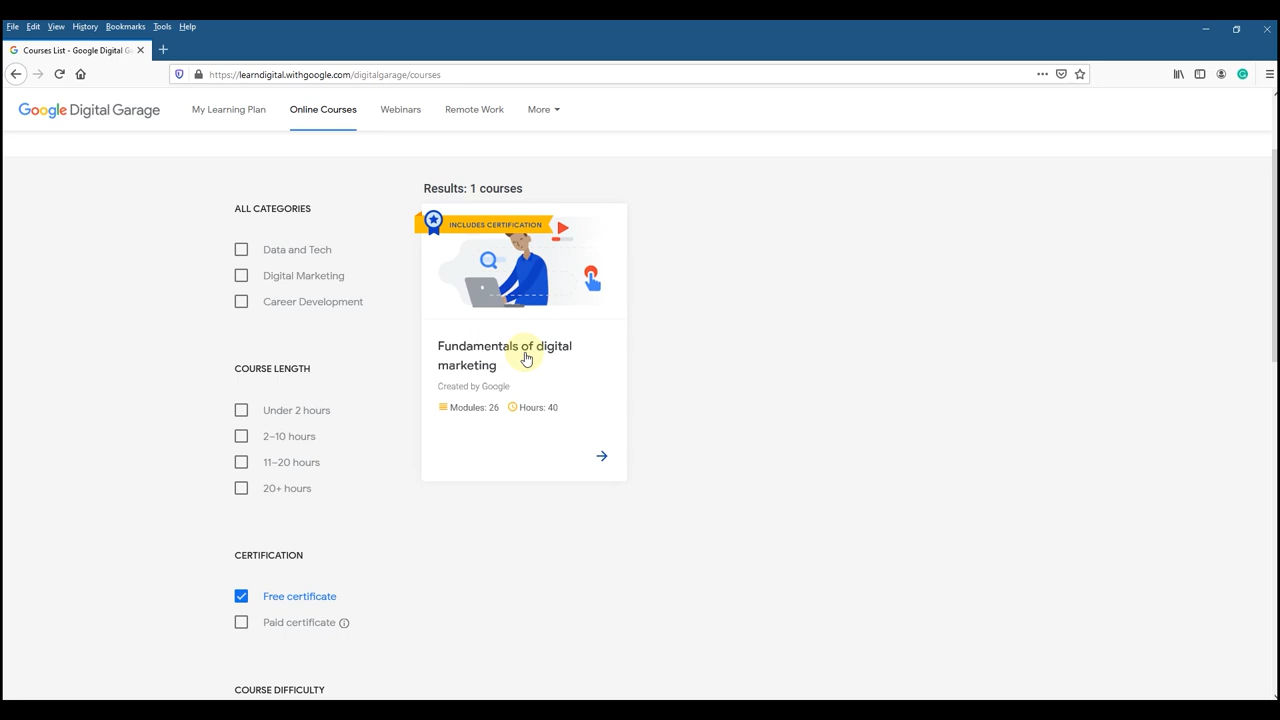 File Edit View History Bookmarks Tools Help
Courses List - Google Digital G
https://learndigital.withgoogle.com/digitalgarage/courses
Google Digital Garage My Learning Plan Online Courses Webinars Remote Work More
Results: 1 courses
ALL CATEGORIES
INCLUDES CERTIFICATION
Data and Tech
Digital Marketing
Career Development
Fundamentals of digital
marketing
Created by Google
Modules: 26 Hours: 40
COURSE LENGTH
Under 2 hours
2–10 hours
11–20 hours
20+ hours
CERTIFICATION
Free certificate
Paid certificate
COURSE DIFFICULTY